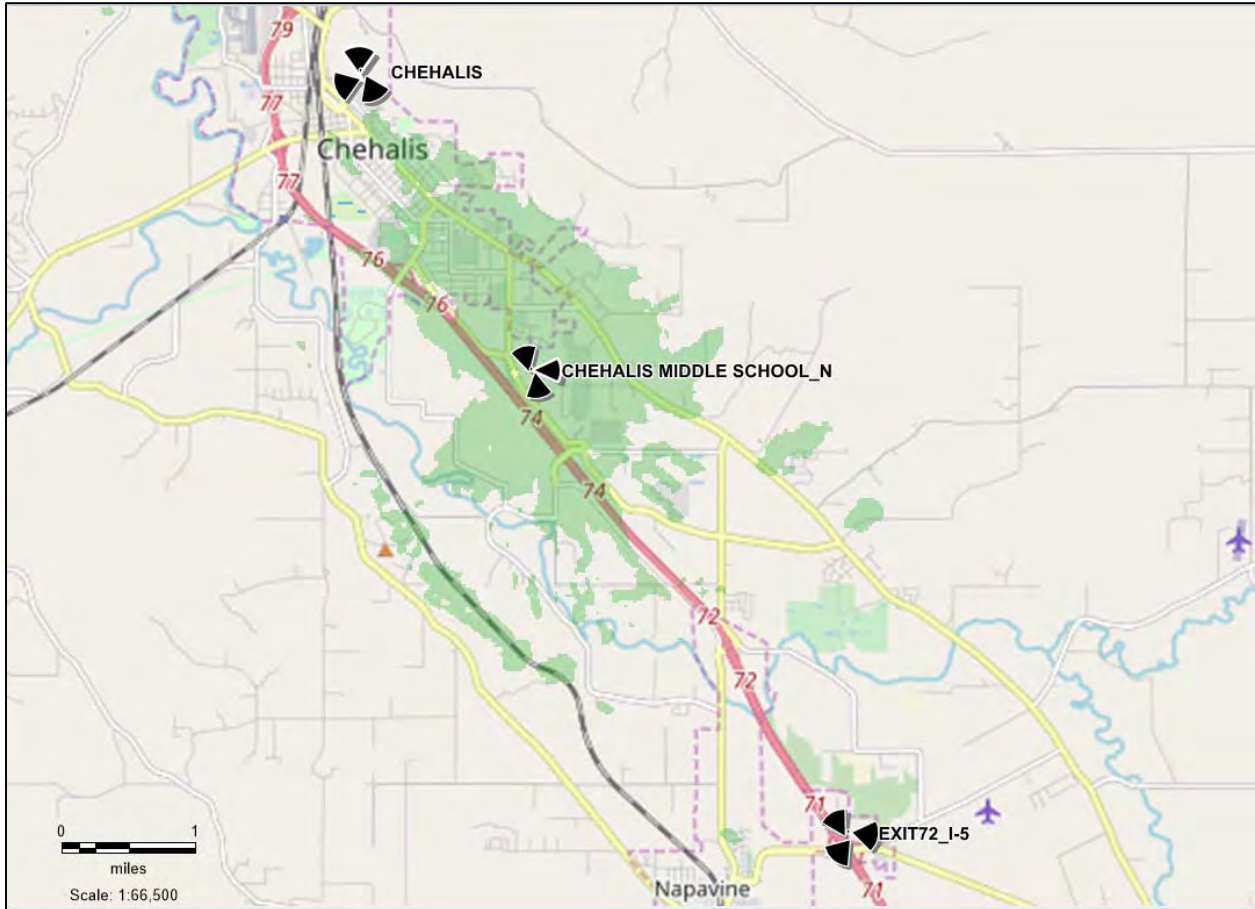 79
CHEHALIS
77
Chehalis
77
76
76
CHEHALIS MIDDLE SCHOOL_N
74
74
72
72
71
EXIT72_I-5
71
Napavine
0 1
miles
Scale: 1:66,500